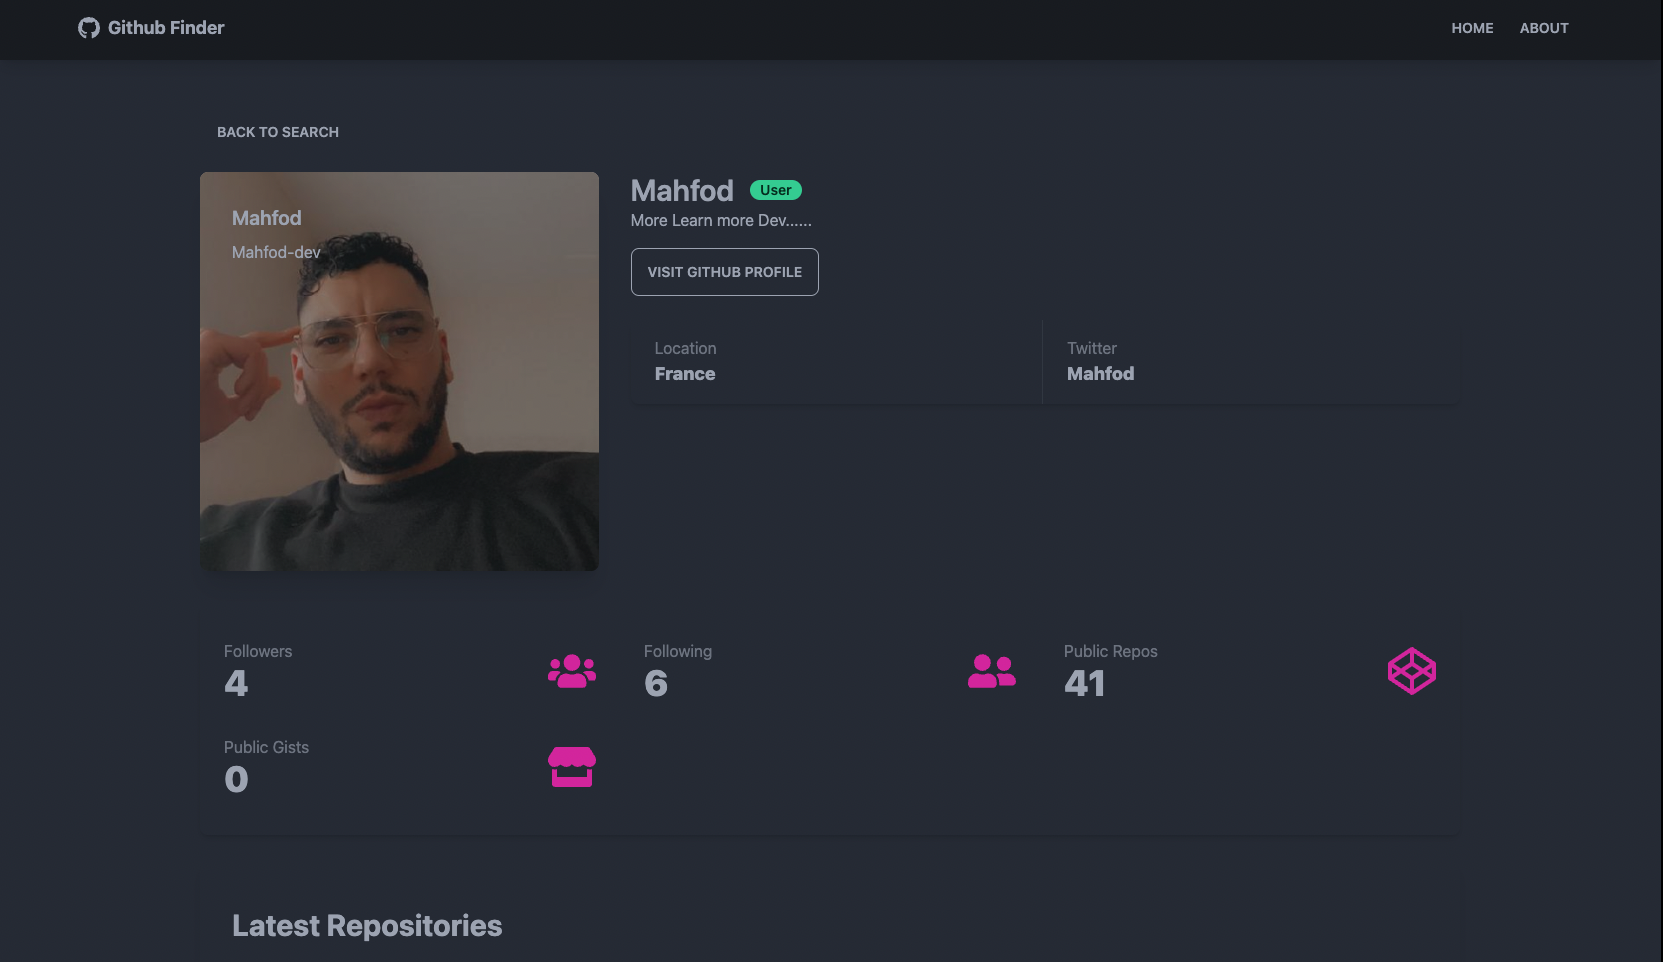 Github Finder
HOME
ABOUT
BACK TO SEARCH
Mahfod
Mahfod-dev
Mahfod
User
More Learn more Dev......
VISIT GITHUB PROFILE
Location
France
Twitter
Mahfod
Followers
4
Following
6
Public Repos
41
Public Gists
0
Latest Repositories